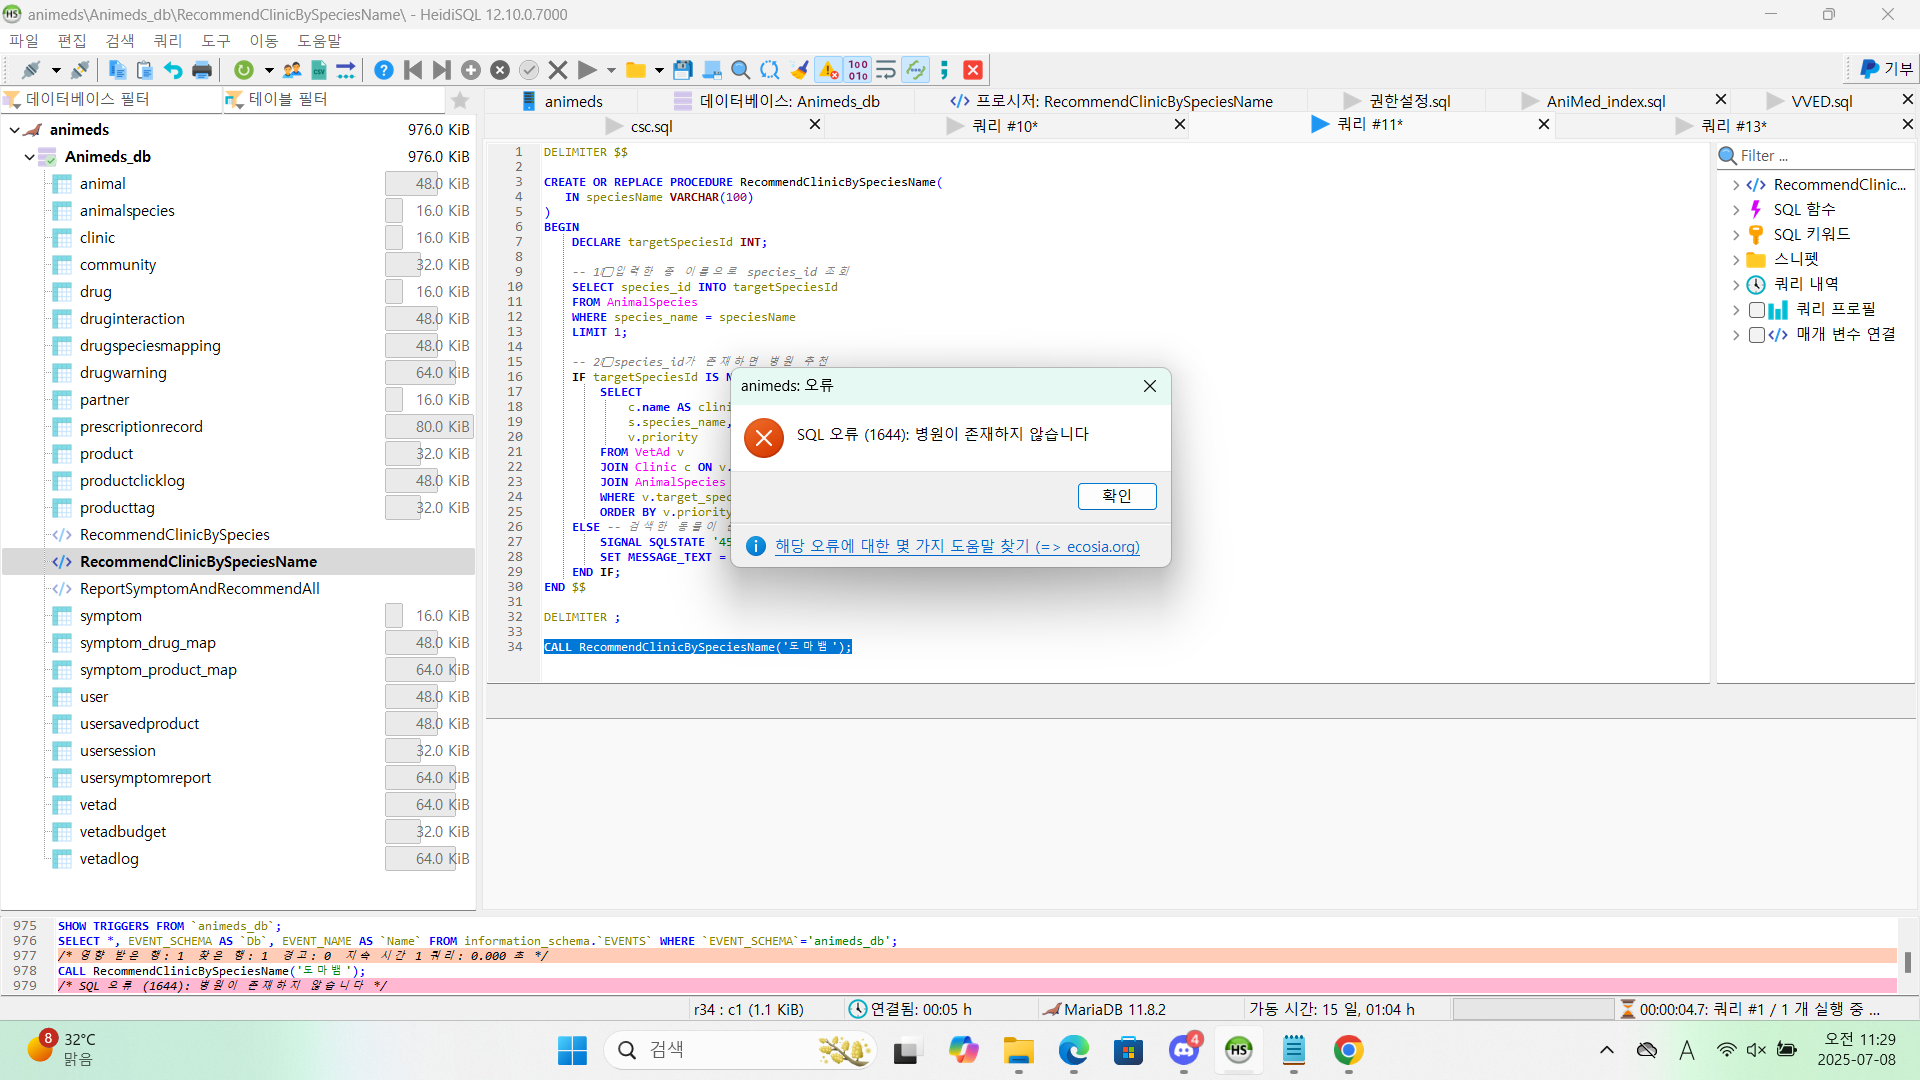 animeds\Animeds_db\RecommendClinicBySpeciesName\ - HeidiSQL 12.10.0.7000
파일 편집 검색 쿼리 도구 이동 도움말
기부
데이터베이스 필터 테이블 필터
animeds 데이터베이스: Animeds_db 프로시저: RecommendClinicBySpeciesName 권한설정.sql AniMed_index.sql VVED.sql
csc.sql 쿼리 #10* 쿼리 #11* 쿼리 #13*
animeds 976.0 KiB
Animeds_db 976.0 KiB
animal 48.0 KiB
animalspecies 16.0 KiB
clinic 16.0 KiB
community 32.0 KiB
drug 16.0 KiB
druginteraction 48.0 KiB
drugspeciesmapping 48.0 KiB
drugwarning 64.0 KiB
partner 16.0 KiB
prescriptionrecord 80.0 KiB
product 32.0 KiB
productclicklog 48.0 KiB
producttag 32.0 KiB
RecommendClinicBySpecies
RecommendClinicBySpeciesName
ReportSymptomAndRecommendAll
symptom 16.0 KiB
symptom_drug_map 48.0 KiB
symptom_product_map 64.0 KiB
user 48.0 KiB
usersavedproduct 48.0 KiB
usersession 32.0 KiB
usersymptomreport 64.0 KiB
vetad 64.0 KiB
vetadbudget 32.0 KiB
vetadlog 64.0 KiB
1 DELIMITER $$
2
3 CREATE OR REPLACE PROCEDURE RecommendClinicBySpeciesName(
4 IN speciesName VARCHAR(100)
5 )
6 BEGIN
7 DECLARE targetSpeciesId INT;
8
9 -- 1 입력한 종 이름으로 species_id 조회
10 SELECT species_id INTO targetSpeciesId
11 FROM AnimalSpecies
12 WHERE species_name = speciesName
13 LIMIT 1;
14
15 -- 2 species_id가 존재하면 병원 추천
16 IF targetSpeciesId IS
17 SELECT
18 c.name AS
19 s.species_name,
20 v.priority
21 FROM VetAd v
22 JOIN Clinic c ON
23 JOIN AnimalSpecies
24 WHERE
25 ORDER BY v.priority
26 ELSE -- 검색한 동물이
27 SIGNAL SQLSTATE
28 SET MESSAGE_TEXT =
29 END IF;
30 END $$
31
32 DELIMITER ;
33
34 CALL RecommendClinicBySpeciesName('도마뱀');
animeds: 오류
SQL 오류 (1644): 병원이 존재하지 않습니다
확인
해당 오류에 대한 몇 가지 도움말 찾기 (=> ecosia.org)
Filter ...
RecommendClinic...
SQL 함수
SQL 키워드
스니펫
쿼리 내역
쿼리 프로필
매개 변수 연결
975 SHOW TRIGGERS FROM `animeds_db`;
976 SELECT *, EVENT_SCHEMA AS `Db`, EVENT_NAME AS `Name` FROM information_schema.`EVENTS` WHERE `EVENT_SCHEMA`='animeds_db';
977 /* 영향 받은 행: 1 찾은 행: 1 경고: 0 지속 시간 1 쿼리: 0.000 초 */
978 CALL RecommendClinicBySpeciesName('도마뱀');
979 /* SQL 오류 (1644): 병원이 존재하지 않습니다 */
r34 : c1 (1.1 KiB) 연결됨: 00:05 h MariaDB 11.8.2 가동 시간: 15 일, 01:04 h 00:00:04.7: 쿼리 #1 / 1 개 실행 중 ...
8 32°C
맑음
검색
4
HS
A
오전 11:29
2025-07-08